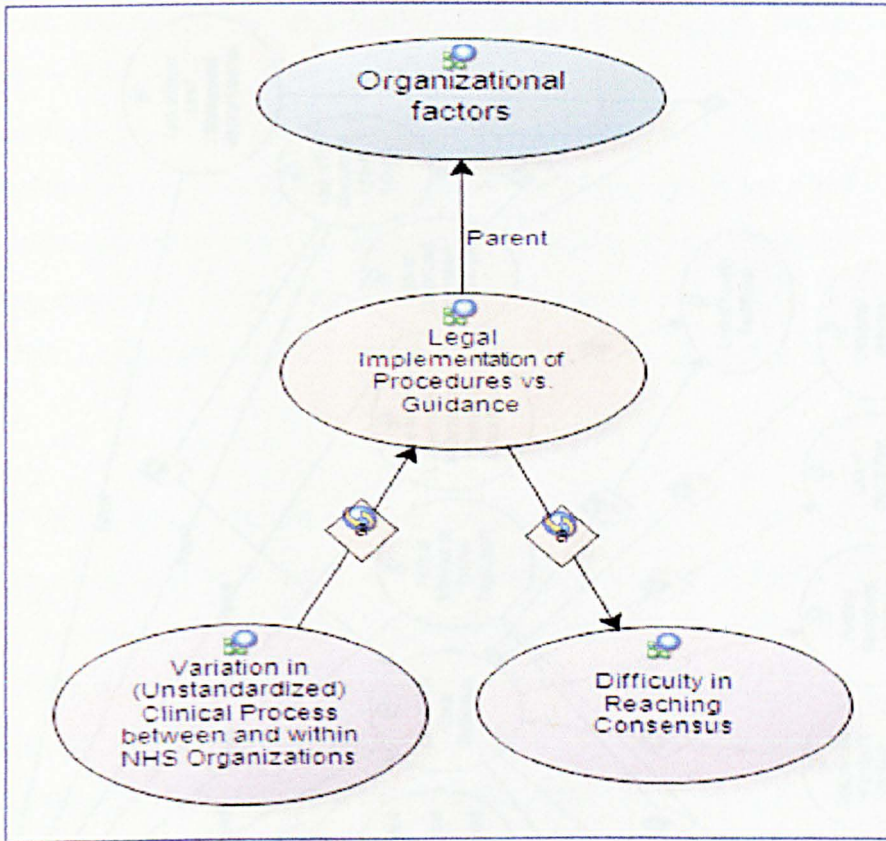 Organizational
factors
Parent
Legal
Implementation of
Procedures vs.
Guidance
Variation in
(Unstandardized)
Clinical Process
between and within
NHS Organizations
Difficulty in
Reaching
Consensus